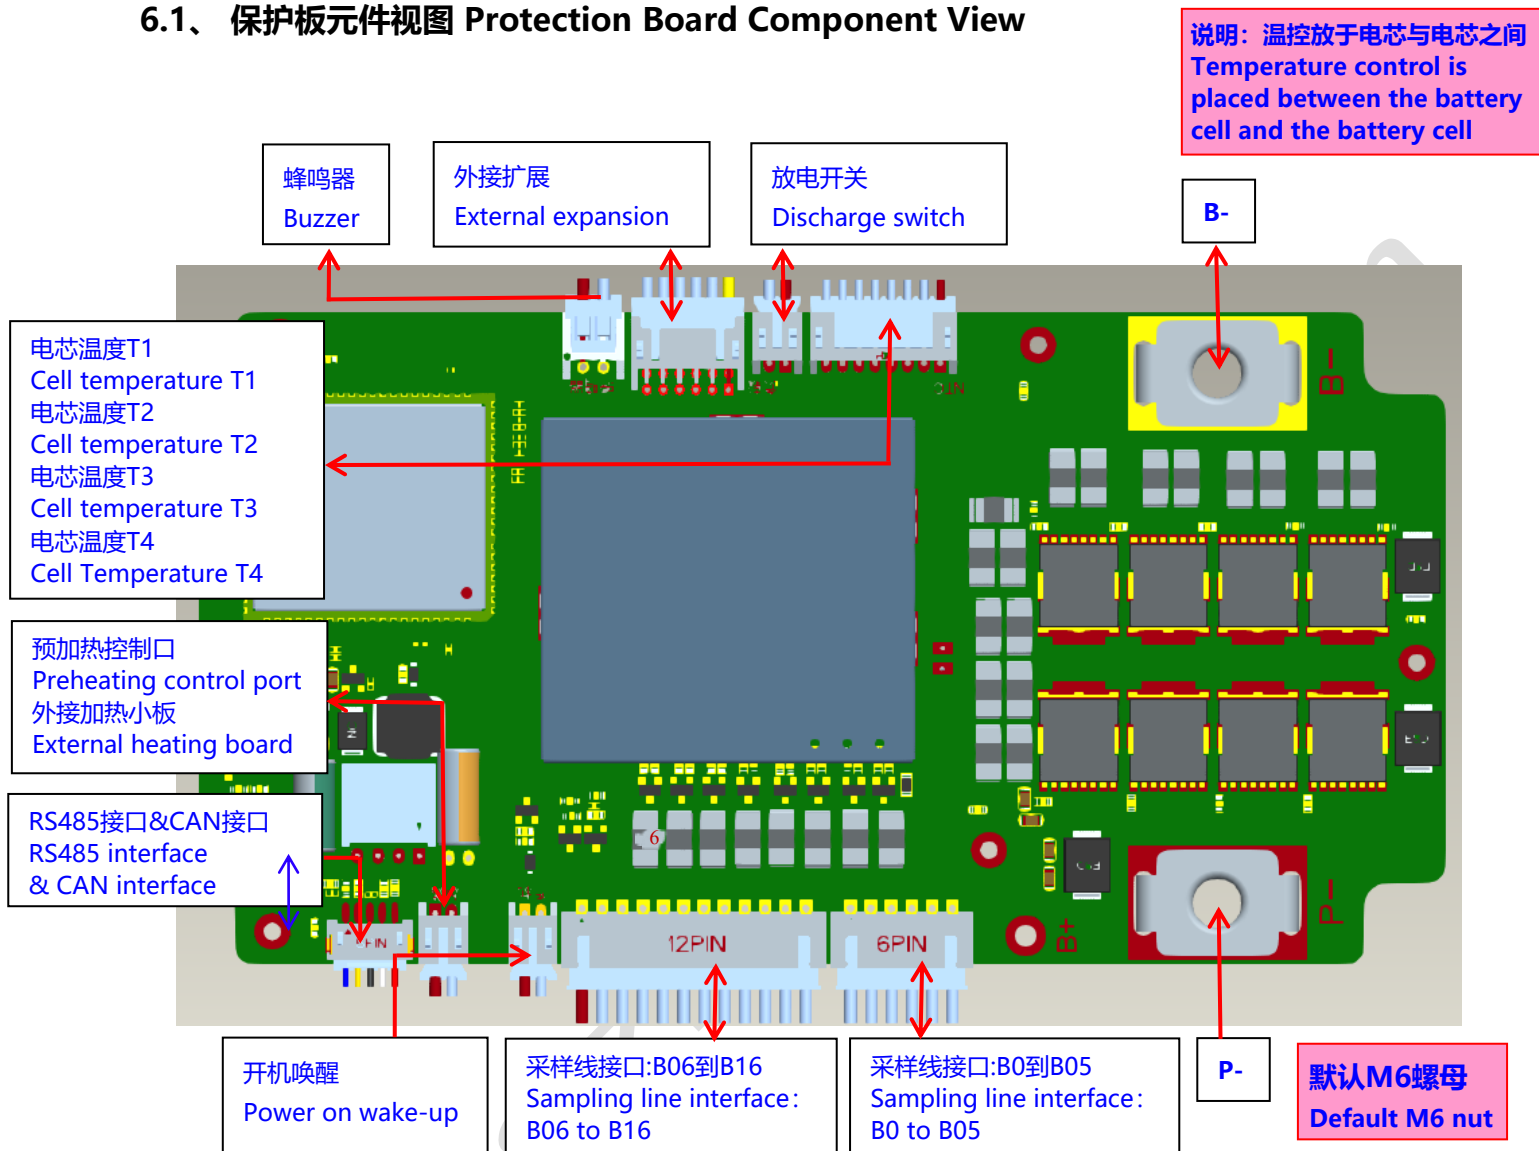 6.1、 保护板元件视图 Protection Board Component View
说明：温控放于电芯与电芯之间
Temperature control is
placed between the battery
cell and the battery cell
蜂鸣器
Buzzer
外接扩展
External expansion
放电开关
Discharge switch
B-
电芯温度T1
Cell temperature T1
电芯温度T2
Cell temperature T2
电芯温度T3
Cell temperature T3
电芯温度T4
Cell Temperature T4
B-
预加热控制口
Preheating control port
外接加热小板
External heating board
RS485接口&CAN接口
RS485 interface
& CAN interface
6
12PIN
6PIN
B+
P-
开机唤醒
Power on wake-up
采样线接口:B06到B16
Sampling line interface：
B06 to B16
采样线接口:B0到B05
Sampling line interface：
B0 to B05
P-
默认M6螺母
Default M6 nut